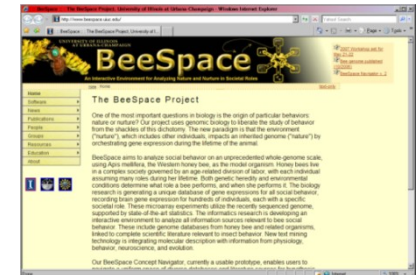 BeeSpace
An Interactive Environment for Analyzing Nature and Nurture in Societal Roles
Home
Software
News
Publications
People
Groups
Resources
Education
About
The BeeSpace Project
One of the most important questions in biology is the origin of particular behaviors:
nature or nurture? Our project uses genomic biology to liberate the study of behavior
from the shackles of this dichotomy. The new paradigm is that the environment
("nurture"), which includes other individuals, impacts an inherited genome ("nature") by
orchestrating gene expression during the lifetime of the animal.
BeeSpace aims to analyze social behavior on an unprecedented whole-genome scale,
using Apis mellifera, the Western honey bee, as the model organism. Honey bees live
in a complex society governed by an age-related division of labor, with each individual
assuming many roles during her lifetime. Both genetic heredity and environmental
conditions determine what role a bee performs, and when she performs it. The biology
research is generating a unique database of gene expressions for all social behavior,
recording brain gene expression for hundreds of individuals, each with a specific
societal role. These microarray experiments utilize the recently sequenced genome,
supported by state-of-the-art statistics. The informatics research is developing an
interactive environment to analyze all information sources relevant to bee social
behavior. These include genome databases from honey bee and related organisms,
linked to complete scientific literature relevant to insect behavior. New text mining
technology is integrating molecular description with information from physiology,
behavior, neuroscience, and evolution.
Our BeeSpace Concept Navigator, currently a usable prototype, enables users to